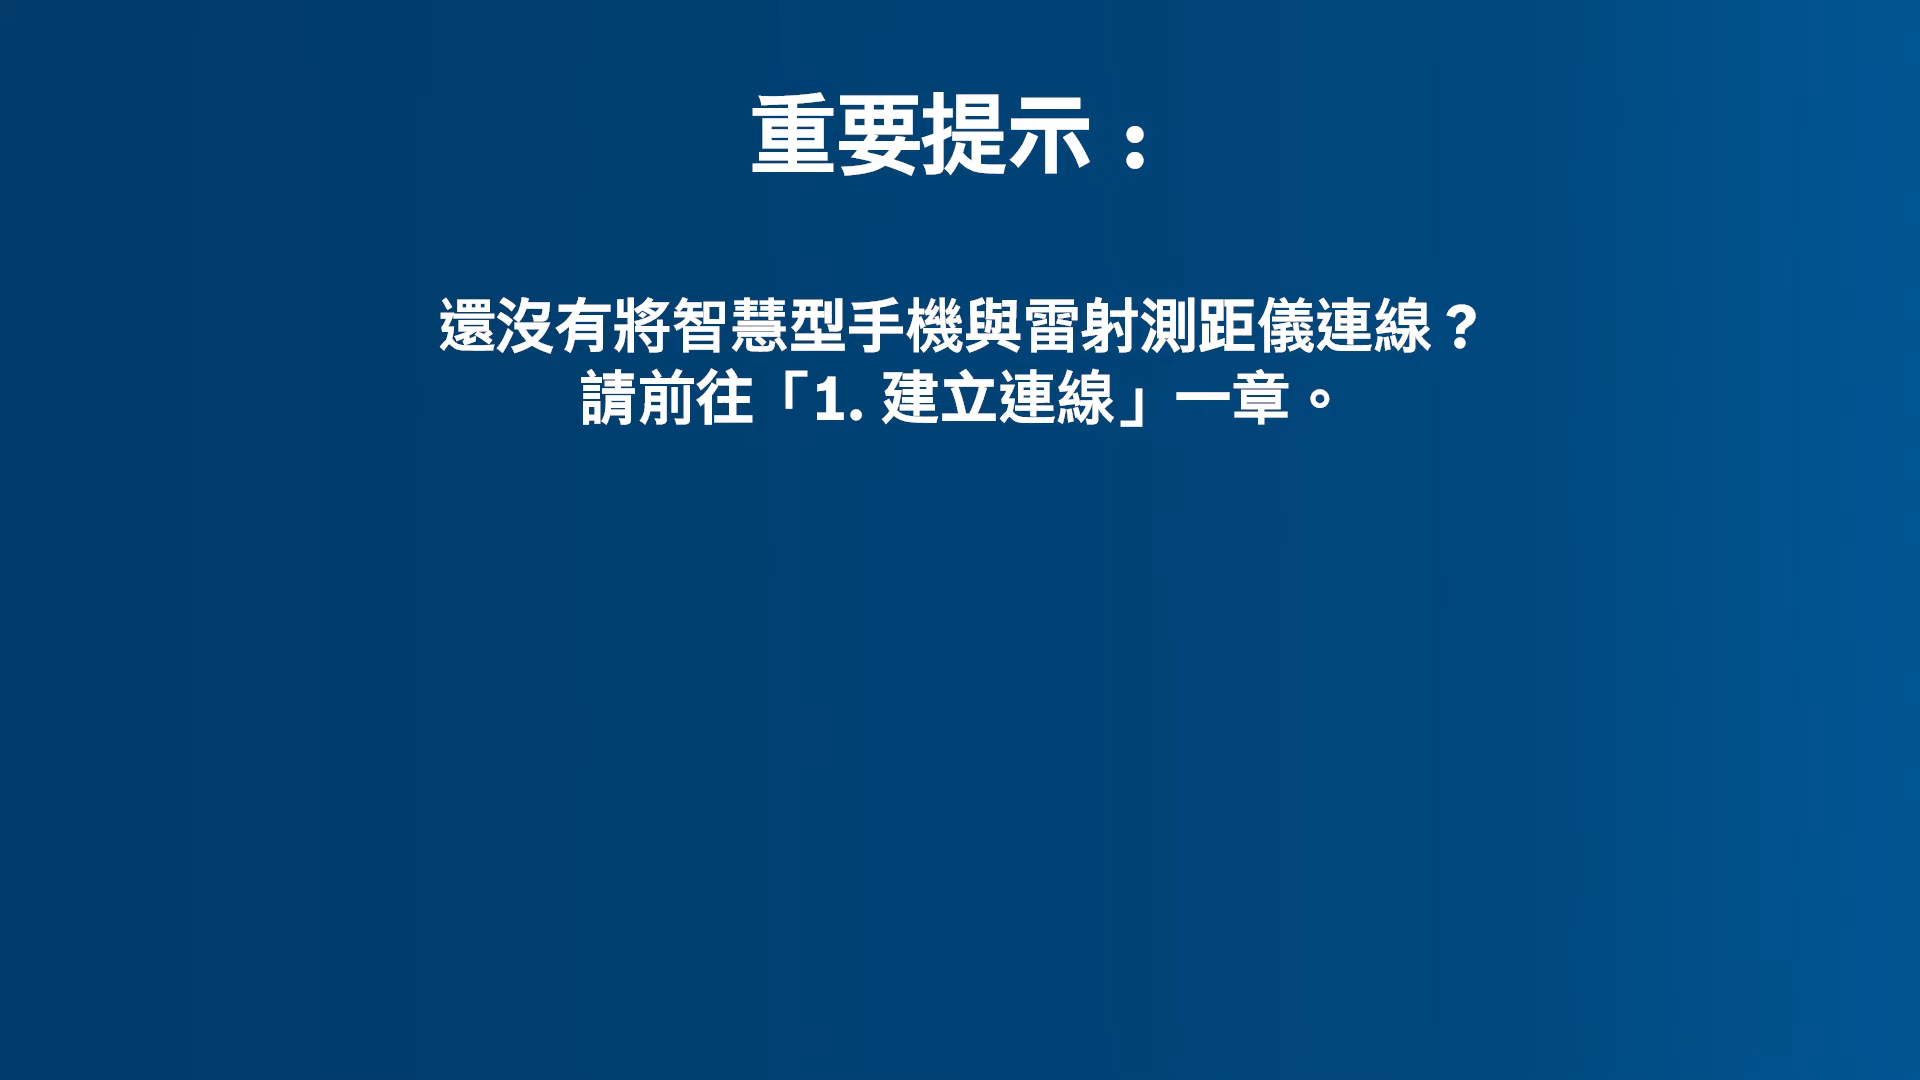 重要提示：
還沒有將智慧型手機與雷射測距儀連線？
請前往「1. 建立連線」一章。